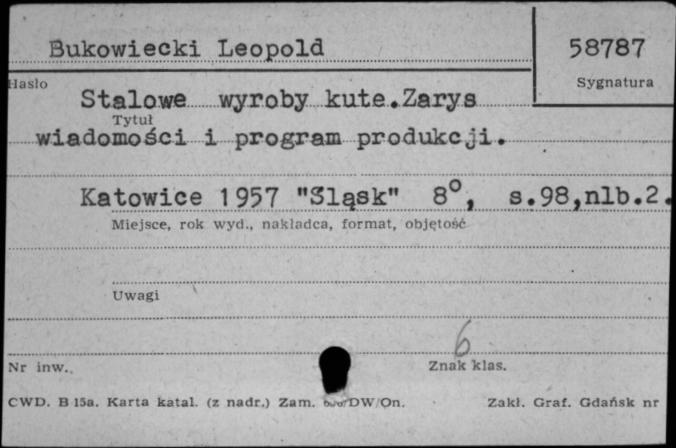 Bukowiecki Leopold
58787
Hasło
Sygnatura
Stalowe wyroby kute.Zarys
Tytuł
wiadomości i program produkcji.
Katowice 1957 "Śląsk" 8°, s.98,nlb.2.
Miejsce, rok wyd., nakładca, format, objętość
Uwagi
6
Nr inw.
Znak klas.
CWD. B 15a. Karta katal. (z nadr.) Zam. DW/On.
Zakł. Graf. Gdańsk nr